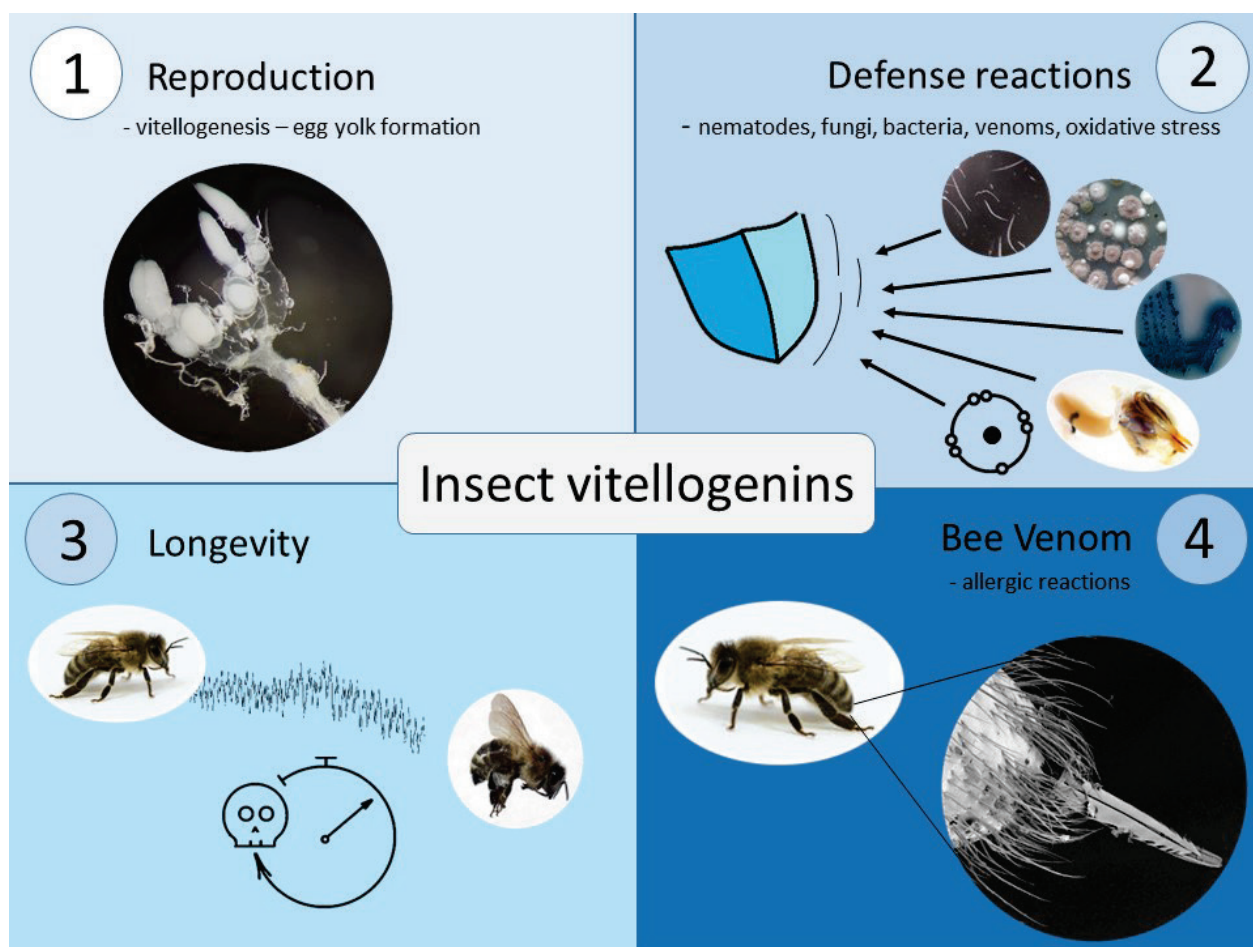 1
Reproduction
- vitellogenesis – egg yolk formation
Defense reactions
2
- nematodes, fungi, bacteria, venoms, oxidative stress
Insect vitellogenins
3
Longevity
Bee Venom
4
- allergic reactions